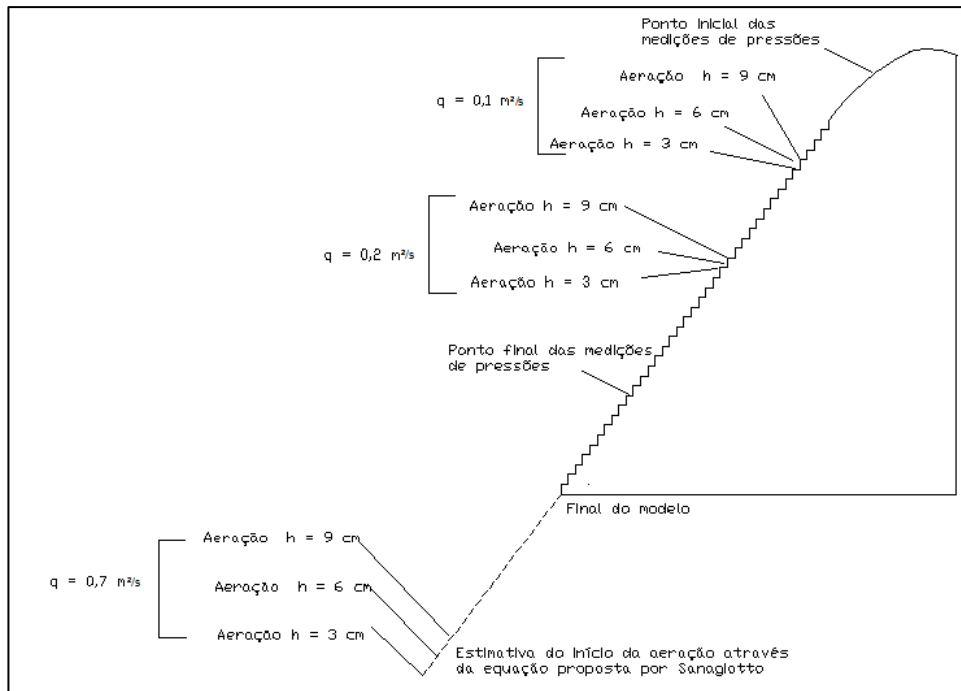 Ponto inicial das
medições de pressões
q = 0,1 m²/s
Aeração h = 9 cm
Aeração h = 6 cm
Aeração h = 3 cm
q = 0,2 m²/s
Aeração h = 9 cm
Aeração h = 6 cm
Aeração h = 3 cm
Ponto final das medições
de pressões
Final do modelo
q = 0,7 m²/s
Aeração h = 9 cm
Aeração h = 6 cm
Aeração h = 3 cm
Estimativa do início da aeração através
da equação proposta por Sanagiotto